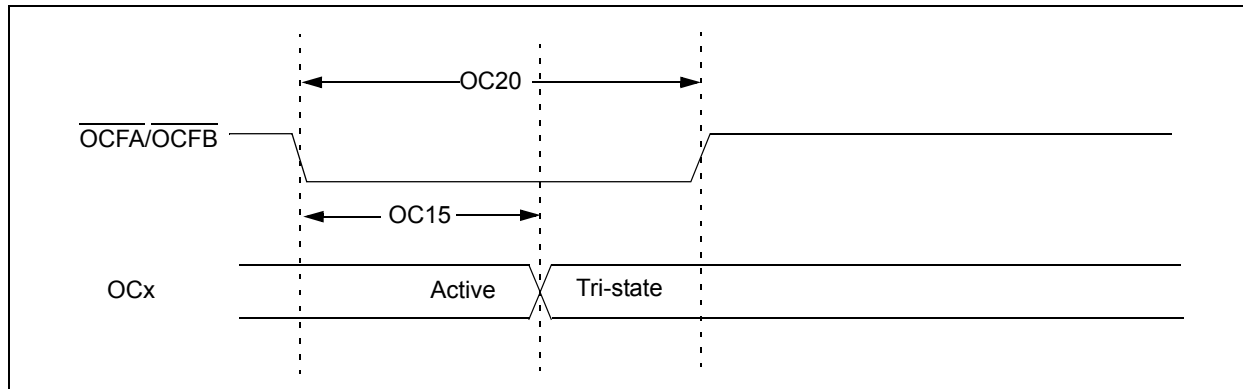 OC20
OCFA/OCFB
OC15
OCx
Active
Tri-state